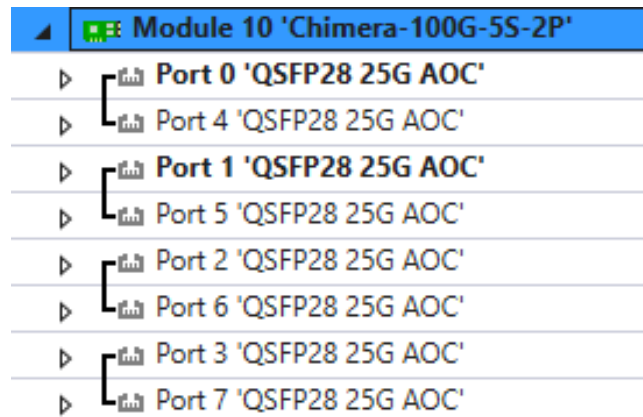 Module 10 'Chimera-100G-5S-2P'
Port 0 'QSFP28 25G AOC'
Port 4 'QSFP28 25G AOC'
Port 1 'QSFP28 25G AOC'
Port 5 'QSFP28 25G AOC'
Port 2 'QSFP28 25G AOC'
Port 6 'QSFP28 25G AOC'
Port 3 'QSFP28 25G AOC'
Port 7 'QSFP28 25G AOC'